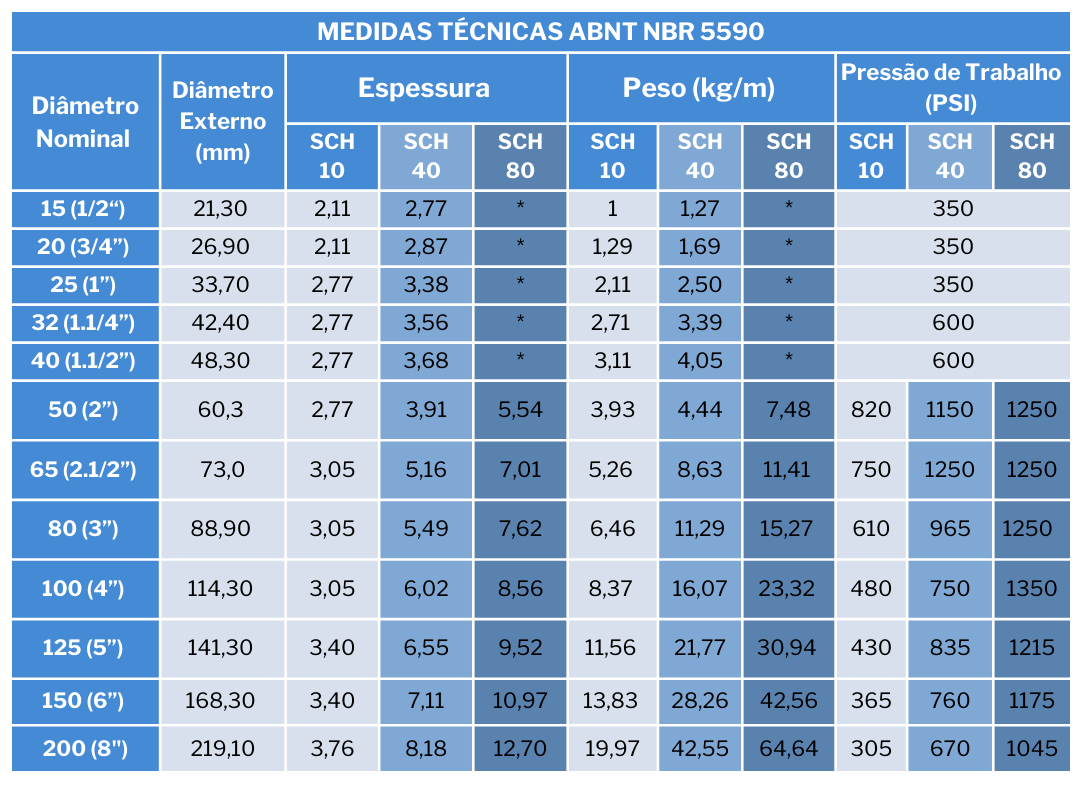 MEDIDAS TÉCNICAS ABNT NBR 5590
Diâmetro Nominal | Diâmetro Externo (mm) | Espessura | Peso (kg/m) | Pressão de Trabalho (PSI)
SCH 10 | SCH 40 | SCH 80 | SCH 10 | SCH 40 | SCH 80 | SCH 10 | SCH 40 | SCH 80
15 (1/2“) | 21,30 | 2,11 | 2,77 | * | 1 | 1,27 | * | 350
20 (3/4”) | 26,90 | 2,11 | 2,87 | * | 1,29 | 1,69 | * | 350
25 (1”) | 33,70 | 2,77 | 3,38 | * | 2,11 | 2,50 | * | 350
32 (1.1/4”) | 42,40 | 2,77 | 3,56 | * | 2,71 | 3,39 | * | 600
40 (1.1/2”) | 48,30 | 2,77 | 3,68 | * | 3,11 | 4,05 | * | 600
50 (2”) | 60,3 | 2,77 | 3,91 | 5,54 | 3,93 | 4,44 | 7,48 | 820 | 1150 | 1250
65 (2.1/2”) | 73,0 | 3,05 | 5,16 | 7,01 | 5,26 | 8,63 | 11,41 | 750 | 1250 | 1250
80 (3”) | 88,90 | 3,05 | 5,49 | 7,62 | 6,46 | 11,29 | 15,27 | 610 | 965 | 1250
100 (4”) | 114,30 | 3,05 | 6,02 | 8,56 | 8,37 | 16,07 | 23,32 | 480 | 750 | 1350
125 (5”) | 141,30 | 3,40 | 6,55 | 9,52 | 11,56 | 21,77 | 30,94 | 430 | 835 | 1215
150 (6”) | 168,30 | 3,40 | 7,11 | 10,97 | 13,83 | 28,26 | 42,56 | 365 | 760 | 1175
200 (8") | 219,10 | 3,76 | 8,18 | 12,70 | 19,97 | 42,55 | 64,64 | 305 | 670 | 1045